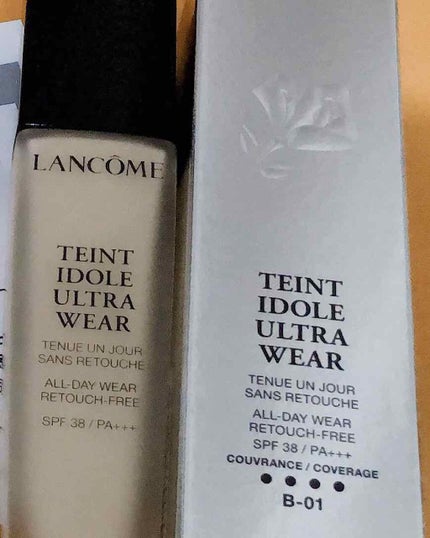 LANCÔME
TEINT
IDOLE
ULTRA
WEAR
TENUE UN JOUR
SANS RETOUCHE
ALL-DAY WEAR
RETOUCH-FREE
SPF 38 / PA+++
TEINT
IDOLE
ULTRA
WEAR
TENUE UN JOUR
SANS RETOUCHE
ALL-DAY WEAR
RETOUCH-FREE
SPF 38 / PA+++
COUVRANCE / COVERAGE
B-01